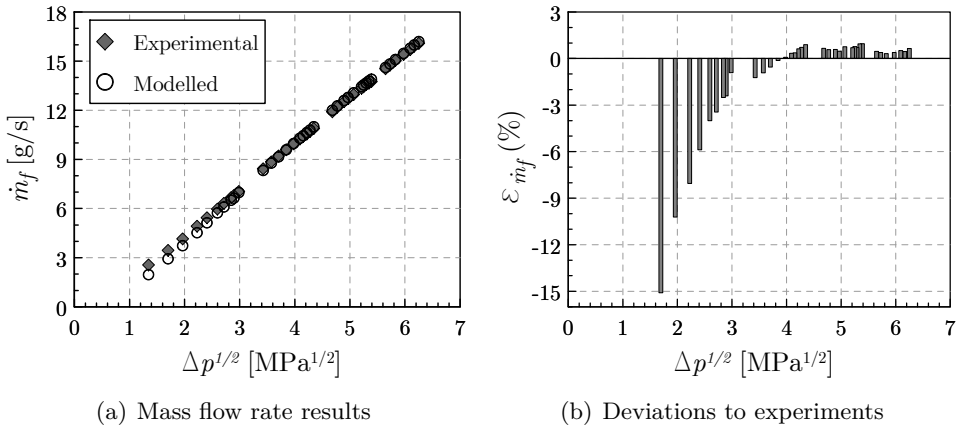 18
15
12
9
6
3
0
ṁf [g/s]
Experimental
Modelled
0 1 2 3 4 5 6 7
Δp^1/2 [MPa^1/2]
(a) Mass flow rate results
3
0
-3
-6
-9
-12
-15
ε ṁf (%)
0 1 2 3 4 5 6 7
Δp^1/2 [MPa^1/2]
(b) Deviations to experiments